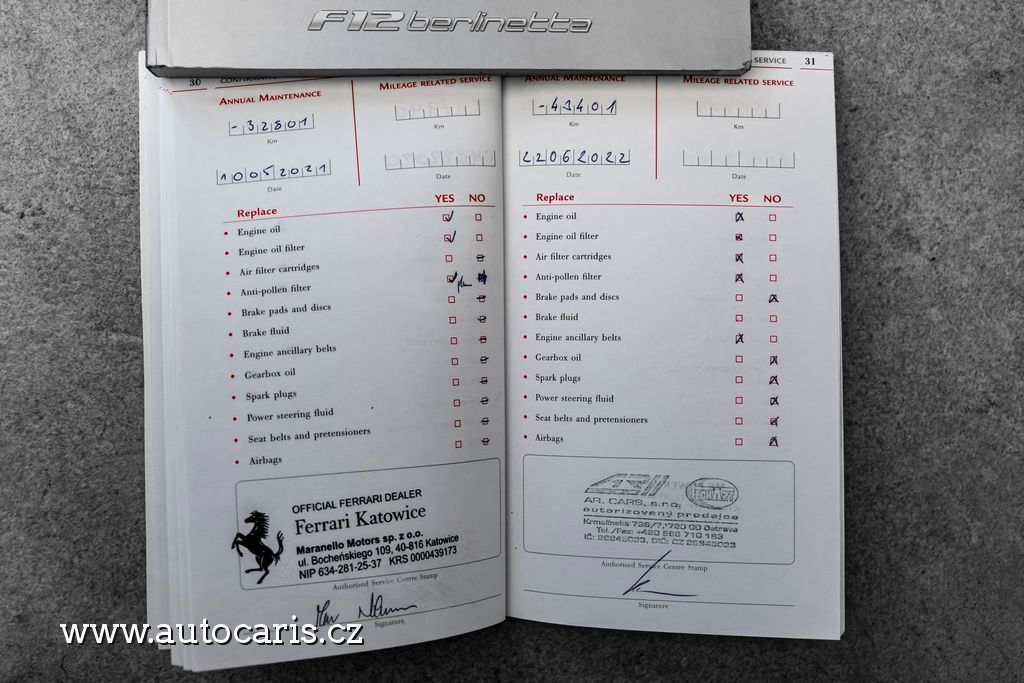 F12 berlinetta
30
ANNUAL MAINTENANCE
MILEAGE RELATED SERVICE
-32801
Km
Km
10052021
Date
Date
Replace YES NO
• Engine oil
• Engine oil filter
• Air filter cartridges
• Anti-pollen filter
• Brake pads and discs
• Brake fluid
• Engine ancillary belts
• Gearbox oil
• Spark plugs
• Power steering fluid
• Seat belts and pretensioners
• Airbags
OFFICIAL FERRARI DEALER
Ferrari Katowice
Maranello Motors sp. z o.o.
ul. Bocheńskiego 109, 40-816 Katowice
NIP 634-281-25-37 KRS 0000439173
Authorised Service Centre Stamp
Signature
SERVICE 31
ANNUAL MAINTENANCE
MILEAGE RELATED SERVICE
-43401
Km
Km
22062022
Date
Date
Replace YES NO
• Engine oil
• Engine oil filter
• Air filter cartridges
• Anti-pollen filter
• Brake pads and discs
• Brake fluid
• Engine ancillary belts
• Gearbox oil
• Spark plugs
• Power steering fluid
• Seat belts and pretensioners
• Airbags
AR. CARS, s.r.o.
TECHART
autorizovaný prodejce
Authorised Service Centre Stamp
Signature
www.autocaris.cz